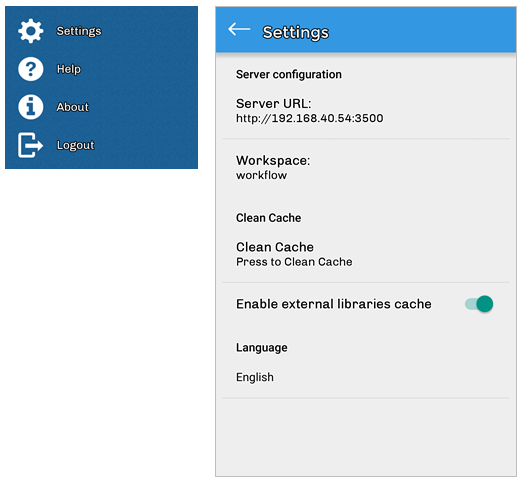 Settings
Help
About
Logout
Settings
Server configuration
Server URL:
http://192.168.40.54:3500
Workspace:
workflow
Clean Cache
Clean Cache
Press to Clean Cache
Enable external libraries cache
Language
English